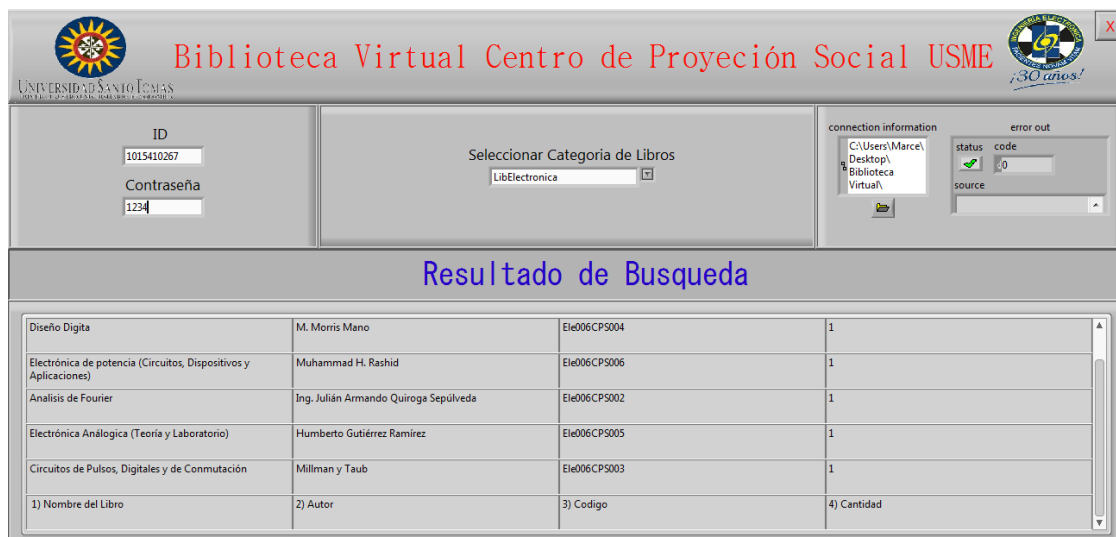 Biblioteca Virtual Centro de Proyeción Social USME
X
UNIVERSIDAD SANTO TOMAS
¡30 años!
ID
1015410267
Contraseña
1234
Seleccionar Categoria de Libros
LibElectronica
connection information
C:\Users\Marce\
Desktop\
Biblioteca
Virtual\
error out
status code
0
source
Resultado de Busqueda
Diseño Digita M. Morris Mano Ele006CPS004 1
Electrónica de potencia (Circuitos, Dispositivos y
Aplicaciones) Muhammad H. Rashid Ele006CPS006 1
Analisis de Fourier Ing. Julián Armando Quiroga Sepúlveda Ele006CPS002 1
Electrónica Análogica (Teoría y Laboratorio) Humberto Gutiérrez Ramírez Ele006CPS005 1
Circuitos de Pulsos, Digitales y de Conmutación Millman y Taub Ele006CPS003 1
1) Nombre del Libro 2) Autor 3) Codigo 4) Cantidad